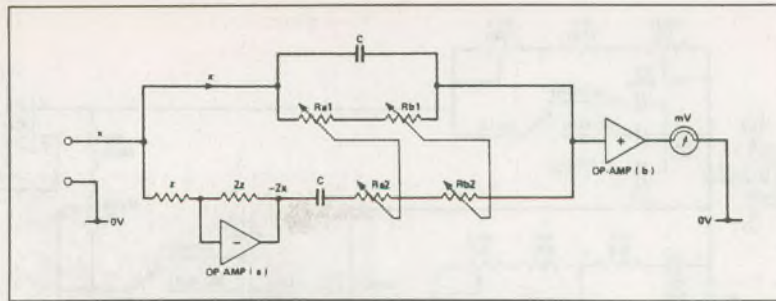 C
x
Ra1
Rb1
x
mV
+
OP-AMP (b)
z
2z
-2x
C
Ra2
Rb2
0V
-
OP-AMP (a)
0V